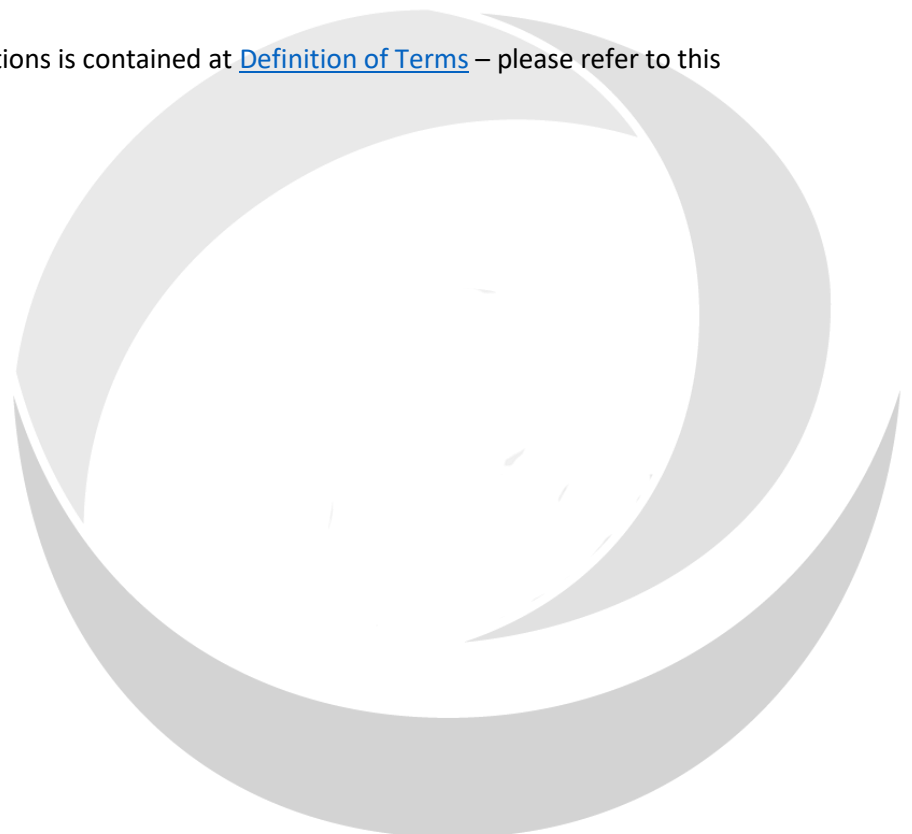 tions is contained at Definition of Terms – please refer to this